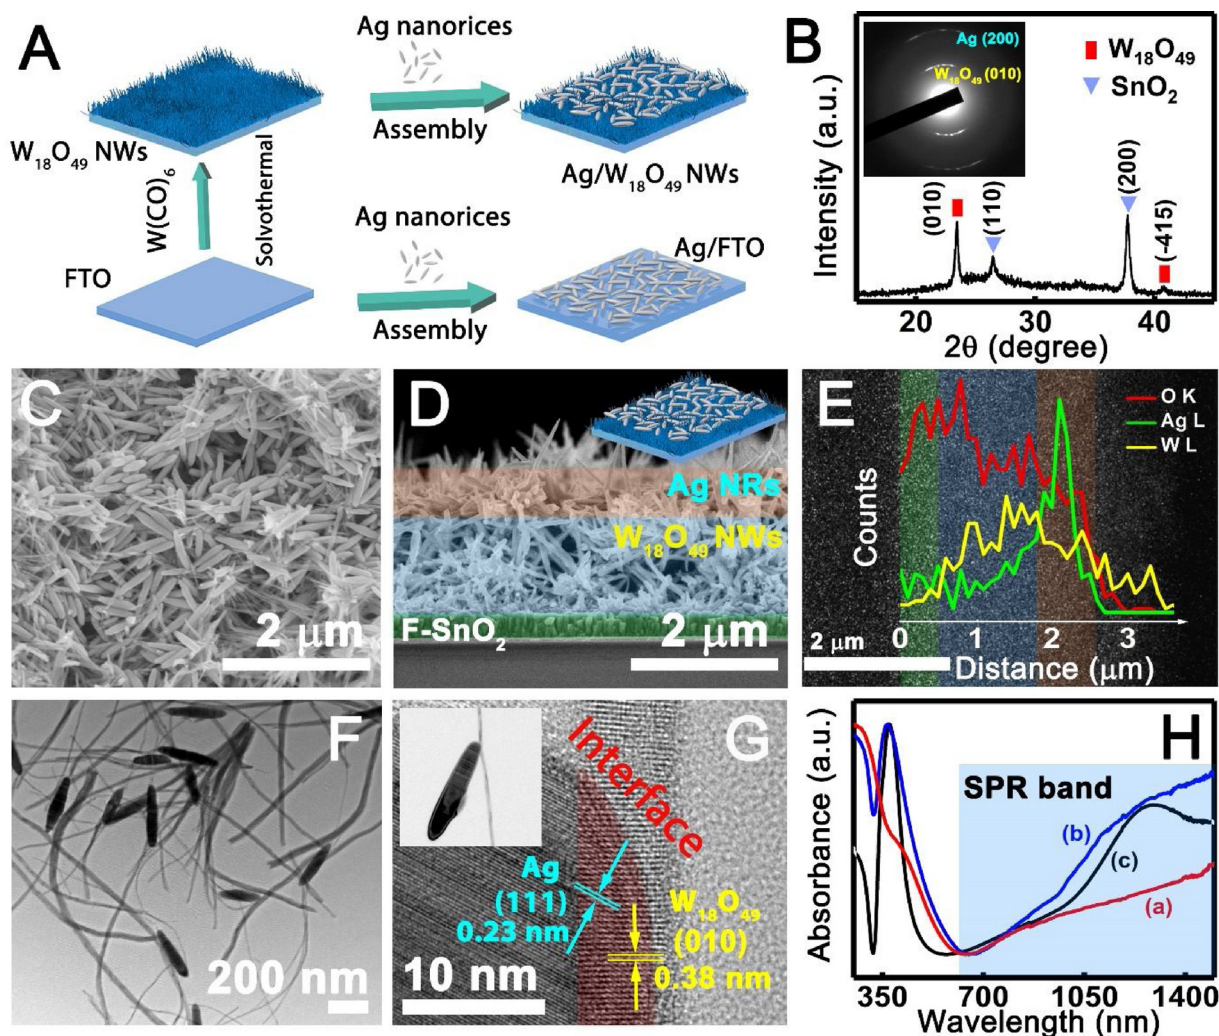 A
Ag nanorices
Assembly
W₁₈O₄₉ NWs
Ag/W₁₈O₄₉ NWs
W(CO)₆
Solvothermal
FTO
Ag nanorices
Assembly
Ag/FTO
B
Ag (200)
W₁₈O₄₉ (010)
W₁₈O₄₉
SnO₂
(010)
(110)
(200)
(-415)
Intensity (a.u.)
20 30 40
2θ (degree)
C
2 μm
D
Ag NRs
W₁₈O₄₉ NWs
F-SnO₂
2 μm
E
O K
Ag L
W L
Counts
0 1 2 3
2 μm
Distance (μm)
F
200 nm
G
Interface
Ag
(111)
0.23 nm
W₁₈O₄₉
(010)
0.38 nm
10 nm
H
SPR band
(b)
(c)
(a)
Absorbance (a.u.)
350 700 1050 1400
Wavelength (nm)